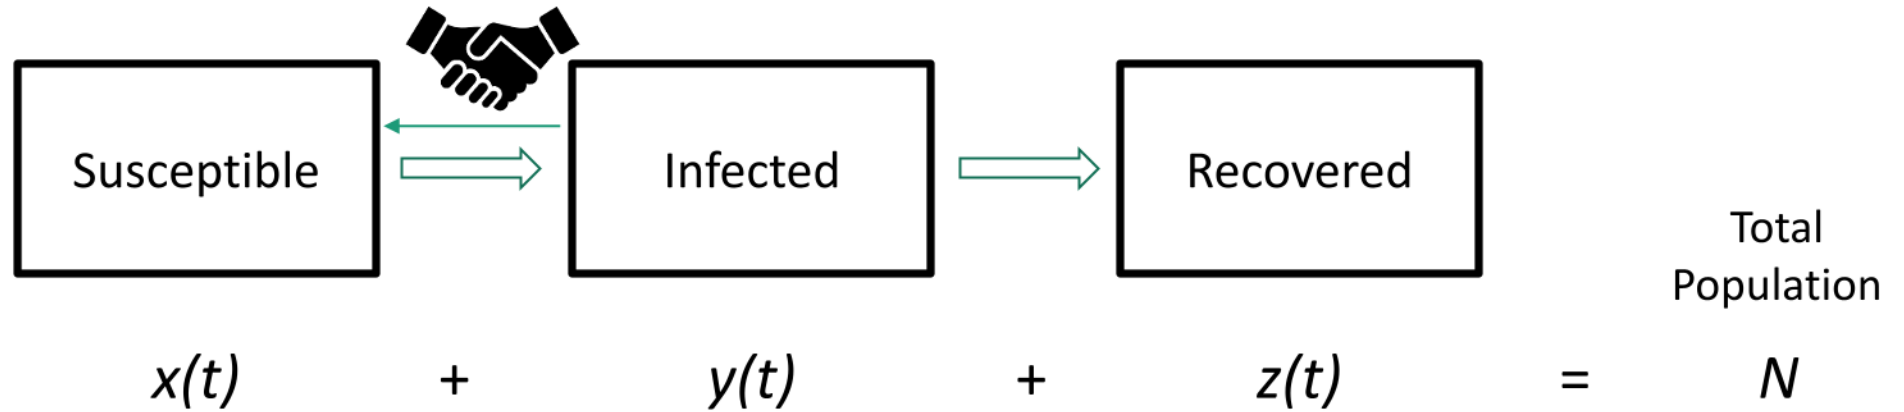 Susceptible
Infected
Recovered
Total
Population
x(t) + y(t) + z(t) = N